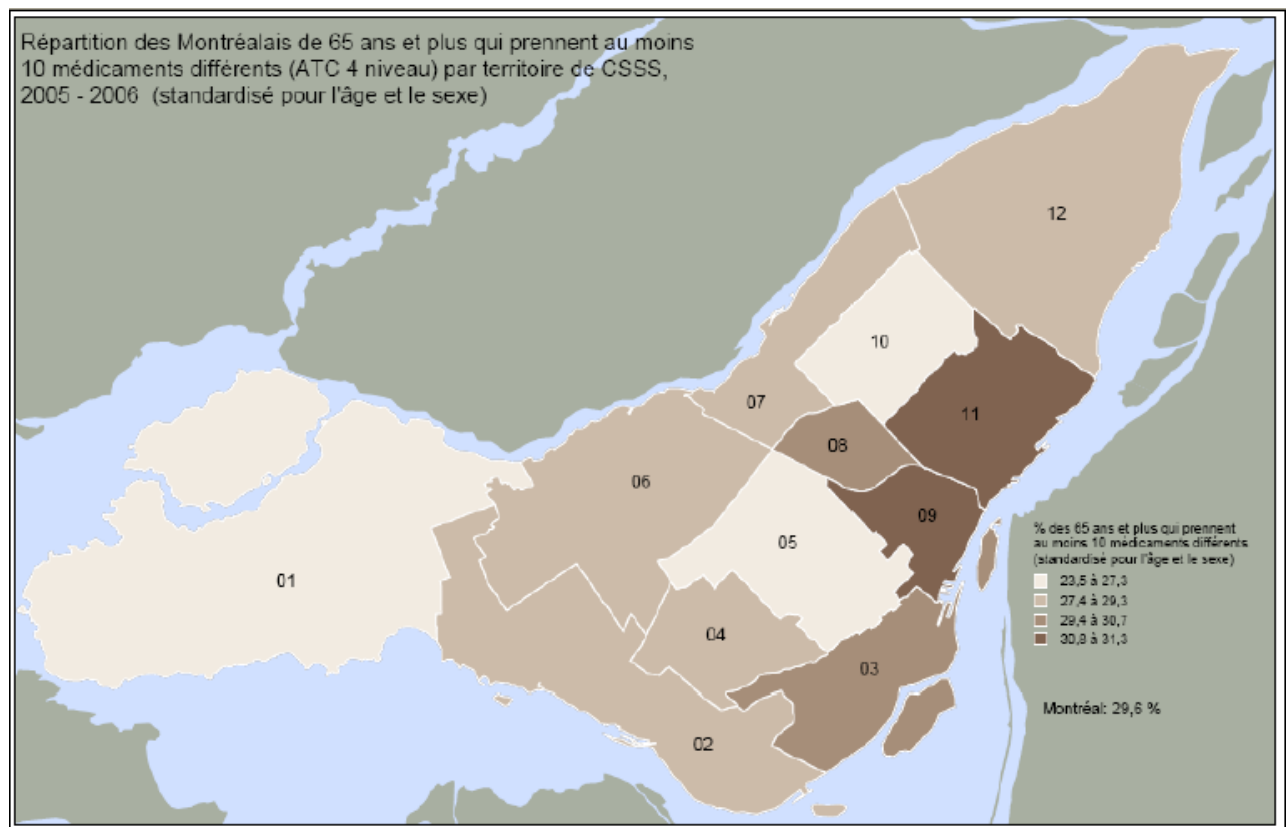 Répartition des Montréalais de 65 ans et plus qui prennent au moins
10 médicaments différents (ATC 4 niveau) par territoire de CSSS,
2005 - 2006 (standardisé pour l'âge et le sexe)
12
10
07
11
08
06
09
05
01
04
03
02
% des 65 ans et plus qui prennent
au moins 10 médicaments différents
(standardisé pour l'âge et le sexe)
23,5 à 27,3
27,4 à 29,3
29,4 à 30,7
30,8 à 31,3
Montréal: 29,6 %